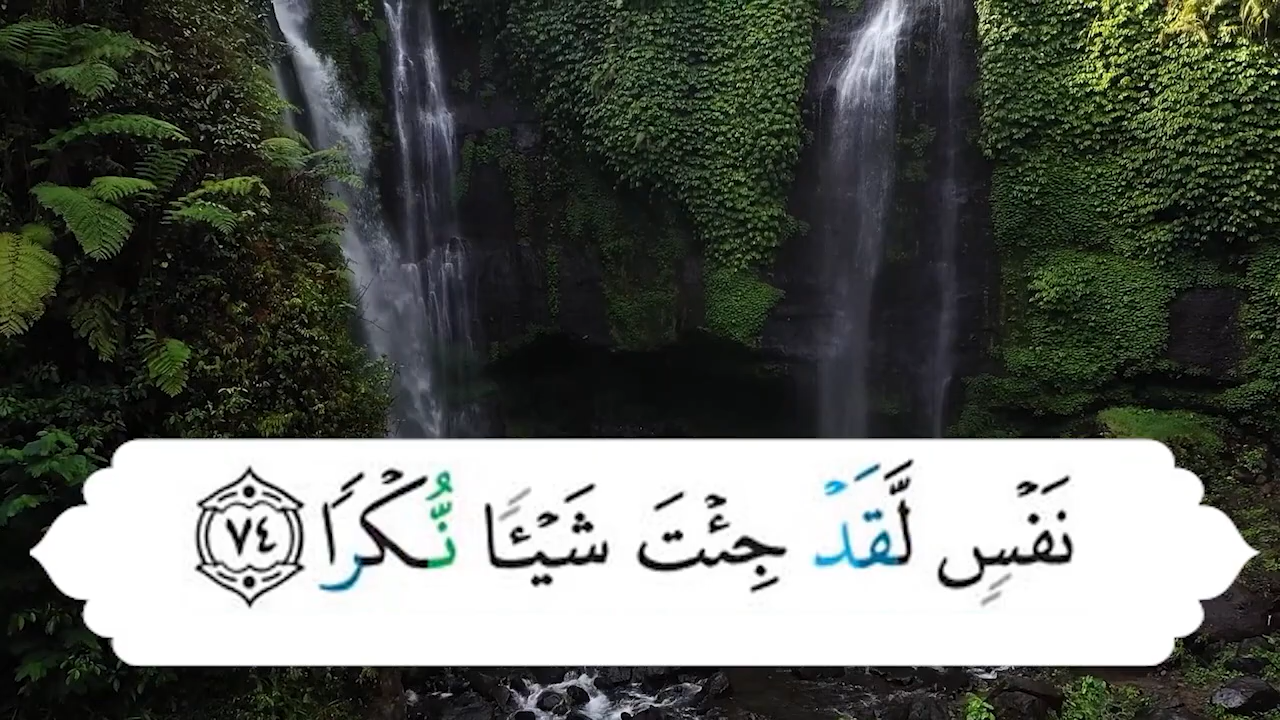 نَفۡسٖ لَّقَدۡ جِئۡتَ شَيۡـٔٗا نُّكۡرٗا ٧٤